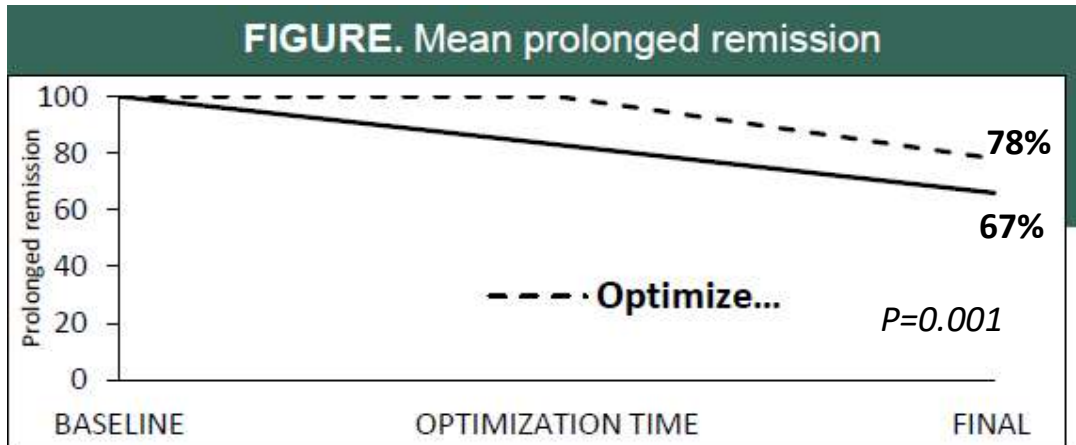 FIGURE. Mean prolonged remission
Prolonged remission
100
80
60
40
20
0
78%
67%
Optimize...
P=0.001
BASELINE OPTIMIZATION TIME FINAL